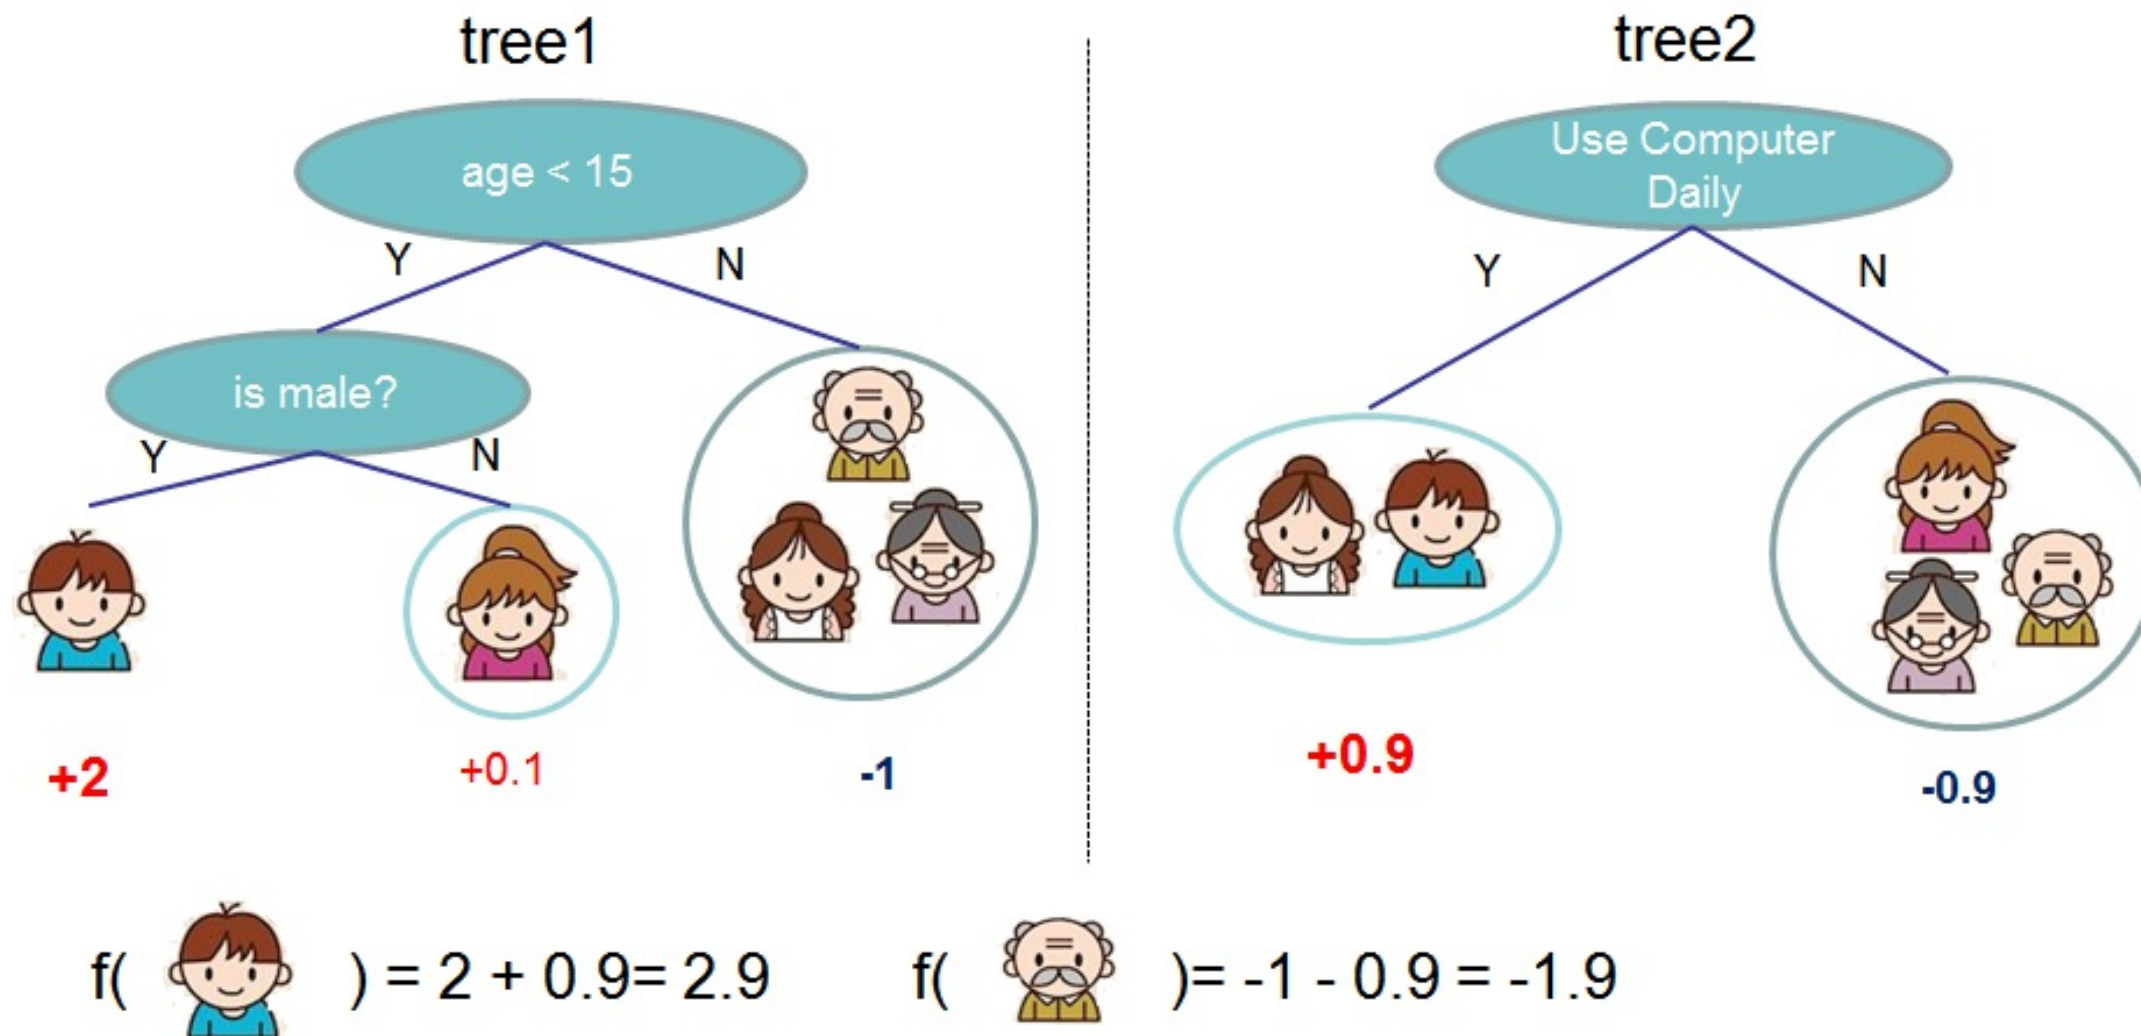 tree1
age < 15
Y
N
is male?
Y
N
+2
+0.1
-1
tree2
Use Computer
Daily
Y
N
+0.9
-0.9
f( ) = 2 + 0.9= 2.9
f( )= -1 - 0.9 = -1.9